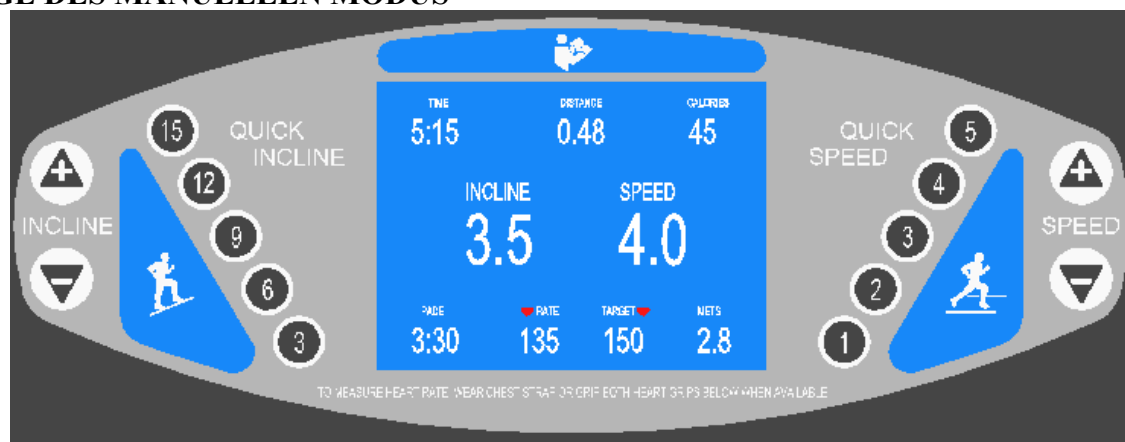 GE DES MANUELLEN MODUS
TIME DISTANCE CALORIES
5:15 0.48 45
INCLINE SPEED
3.5 4.0
PACE RATE TARGET METS
3:30 135 150 2.8
15 QUICK INCLINE
12
9
6
3
INCLINE
QUICK SPEED 5
4
3
2
1
SPEED
TO MEASURE HEART RATE, WEAR CHEST STRAP OR GRIP BOTH HEART GRIPS BELOW WHEN AVAILABLE